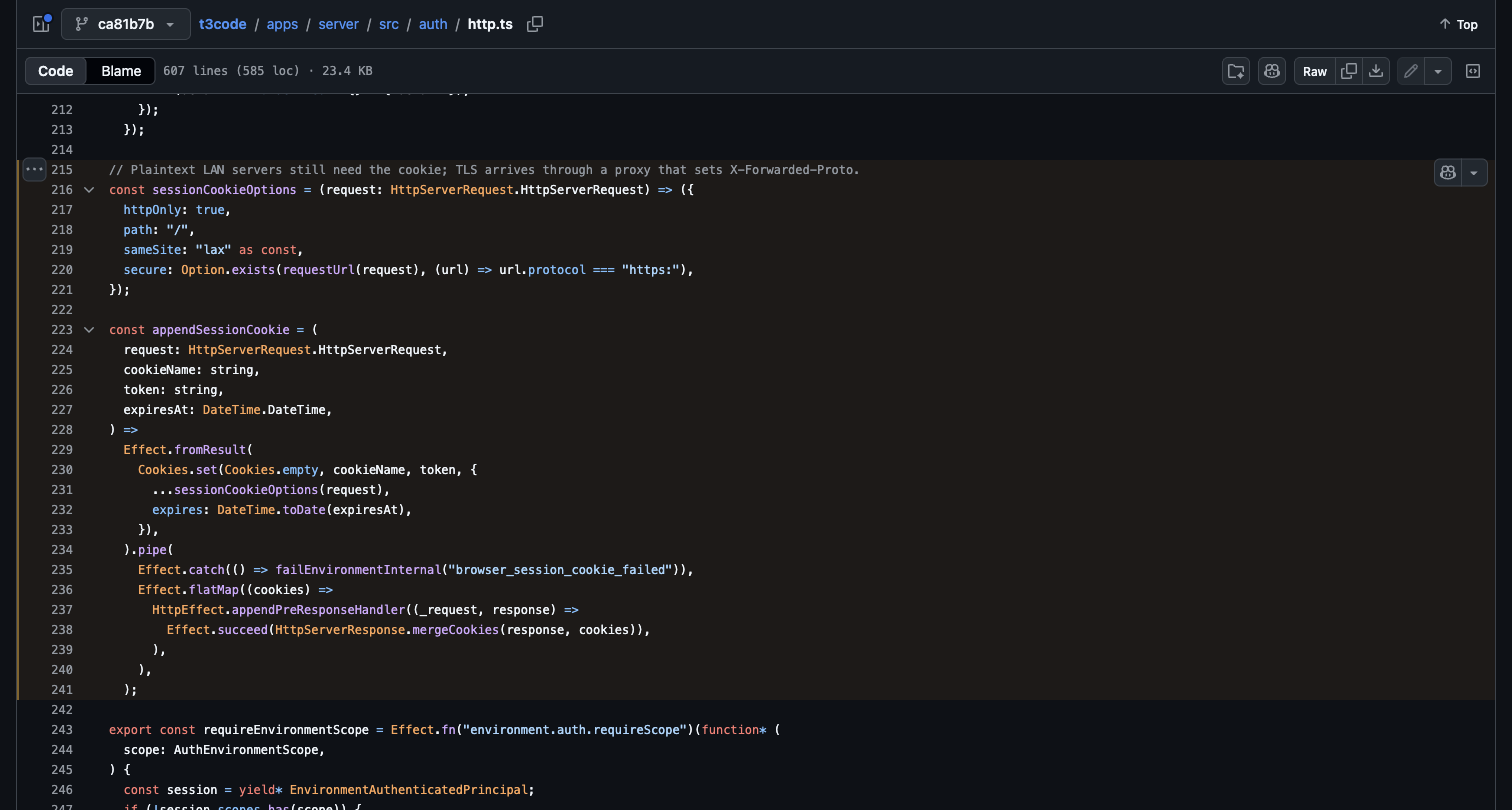 ca81b7b t3code / apps / server / src / auth / http.ts Top
Code Blame 607 lines (585 loc) · 23.4 KB Raw
212 });
213 });
214
215 // Plaintext LAN servers still need the cookie; TLS arrives through a proxy that sets X-Forwarded-Proto.
216 const sessionCookieOptions = (request: HttpServerRequest.HttpServerRequest) => ({
217 httpOnly: true,
218 path: "/",
219 sameSite: "lax" as const,
220 secure: Option.exists(requestUrl(request), (url) => url.protocol === "https:"),
221 });
222
223 const appendSessionCookie = (
224 request: HttpServerRequest.HttpServerRequest,
225 cookieName: string,
226 token: string,
227 expiresAt: DateTime.DateTime,
228 ) =>
229 Effect.fromResult(
230 Cookies.set(Cookies.empty, cookieName, token, {
231 ...sessionCookieOptions(request),
232 expires: DateTime.toDate(expiresAt),
233 }),
234 ).pipe(
235 Effect.catch(() => failEnvironmentInternal("browser_session_cookie_failed")),
236 Effect.flatMap((cookies) =>
237 HttpEffect.appendPreResponseHandler((_request, response) =>
238 Effect.succeed(HttpServerResponse.mergeCookies(response, cookies)),
239 ),
240 ),
241 );
242
243 export const requireEnvironmentScope = Effect.fn("environment.auth.requireScope")(function* (
244 scope: AuthEnvironmentScope,
245 ) {
246 const session = yield* EnvironmentAuthenticatedPrincipal;
247 if (!session.scopes.has(scope)) {